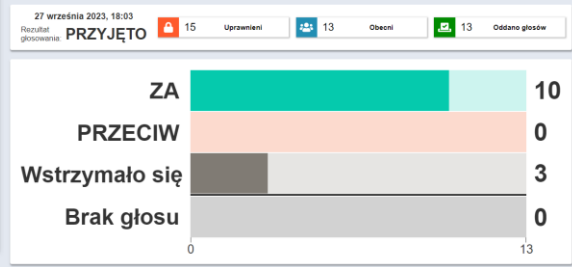 27 września 2023, 18:03
Rezultat głosowania: PRZYJĘTO
15 Uprawnieni
13 Obecni
13 Oddano głosów
ZA 10
PRZECIW 0
Wstrzymało się 3
Brak głosu 0
0 13